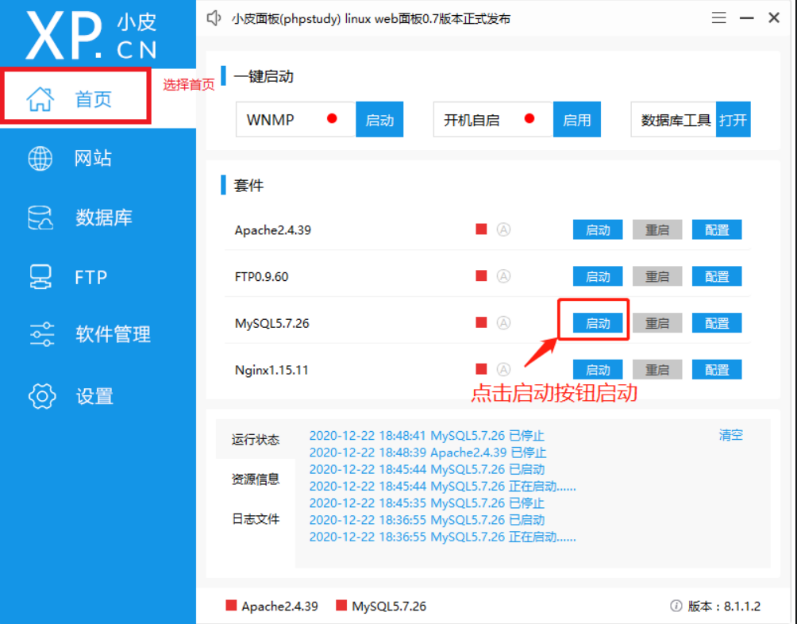 XP.CN 小皮
小皮面板(phpstudy) linux web面板0.7版本正式发布
首页
选择首页
网站
数据库
FTP
软件管理
设置
一键启动
WNMP 启动 开机自启 启用 数据库工具 打开
套件
Apache2.4.39 A 启动 重启 配置
FTP0.9.60 A 启动 重启 配置
MySQL5.7.26 A 启动 重启 配置
Nginx1.15.11 A 启动 重启 配置
点击启动按钮启动
运行状态
资源信息
日志文件
2020-12-22 18:48:41 MySQL5.7.26 已停止
2020-12-22 18:48:39 Apache2.4.39 已停止
2020-12-22 18:45:44 MySQL5.7.26 已启动
2020-12-22 18:45:44 MySQL5.7.26 正在启动......
2020-12-22 18:45:35 MySQL5.7.26 已停止
2020-12-22 18:36:55 MySQL5.7.26 已启动
2020-12-22 18:36:55 MySQL5.7.26 正在启动......
清空
Apache2.4.39 MySQL5.7.26 版本：8.1.1.2